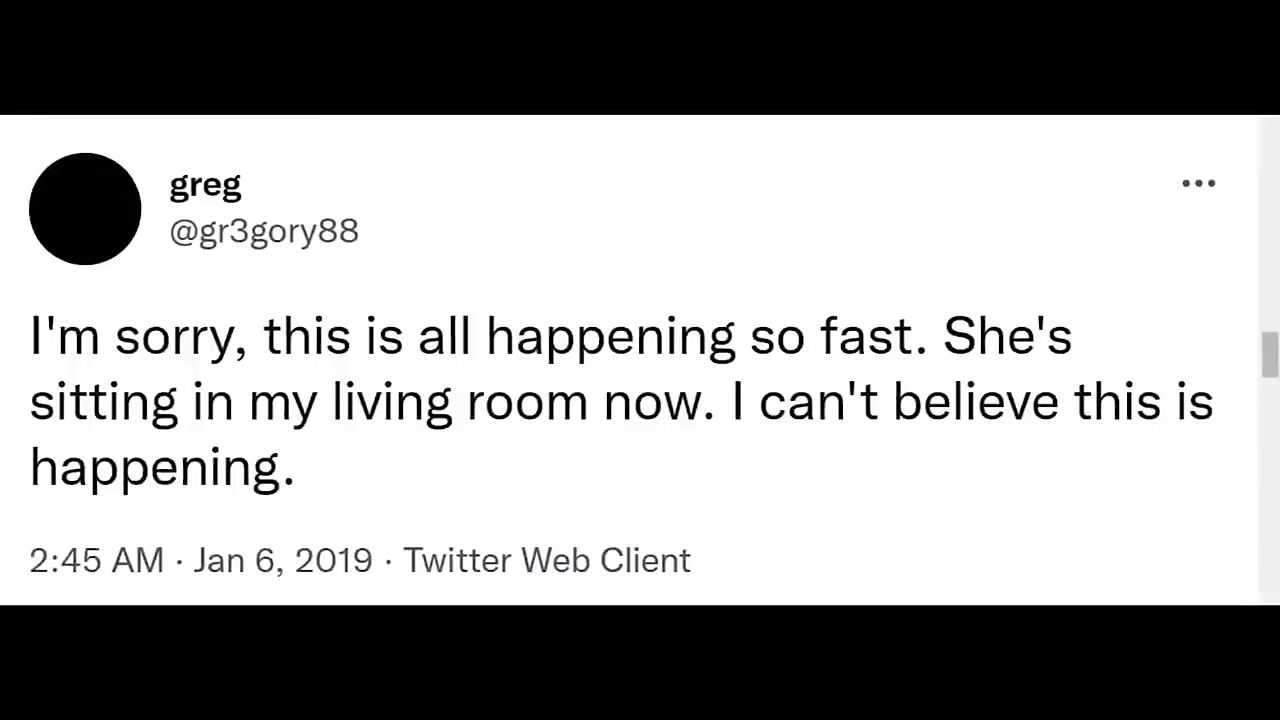 greg
@gr3gory88
I'm sorry, this is all happening so fast. She's
sitting in my living room now. I can't believe this is
happening.
2:45 AM · Jan 6, 2019 · Twitter Web Client